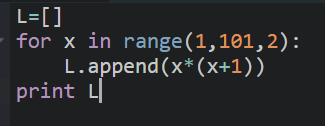 L=[]
for x in range(1,101,2):
    L.append(x*(x+1))
print L